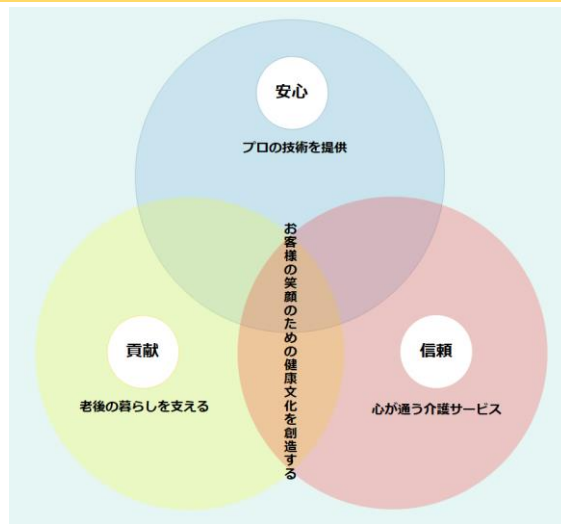 安心
プロの技術を提供
お客様の笑顔のための健康文化を創造する
貢献
老後の暮らしを支える
信頼
心が通う介護サービス